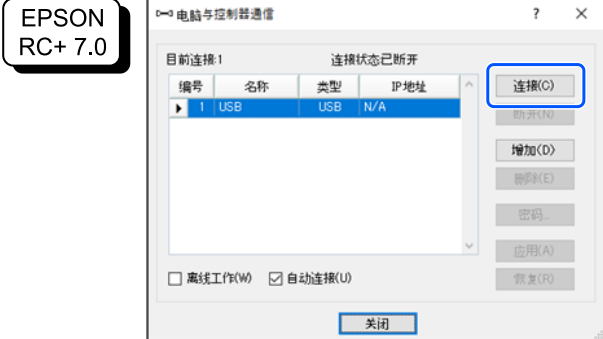 EPSON
RC+ 7.0
电脑与控制器通信
?
目前连接:1 连接状态已断开
编号 名称 类型 IP地址
1 USB USB N/A
连接(C)
断开(N)
增加(D)
删除(E)
密码...
应用(A)
恢复(R)
离线工作(W) 自动连接(U)
关闭